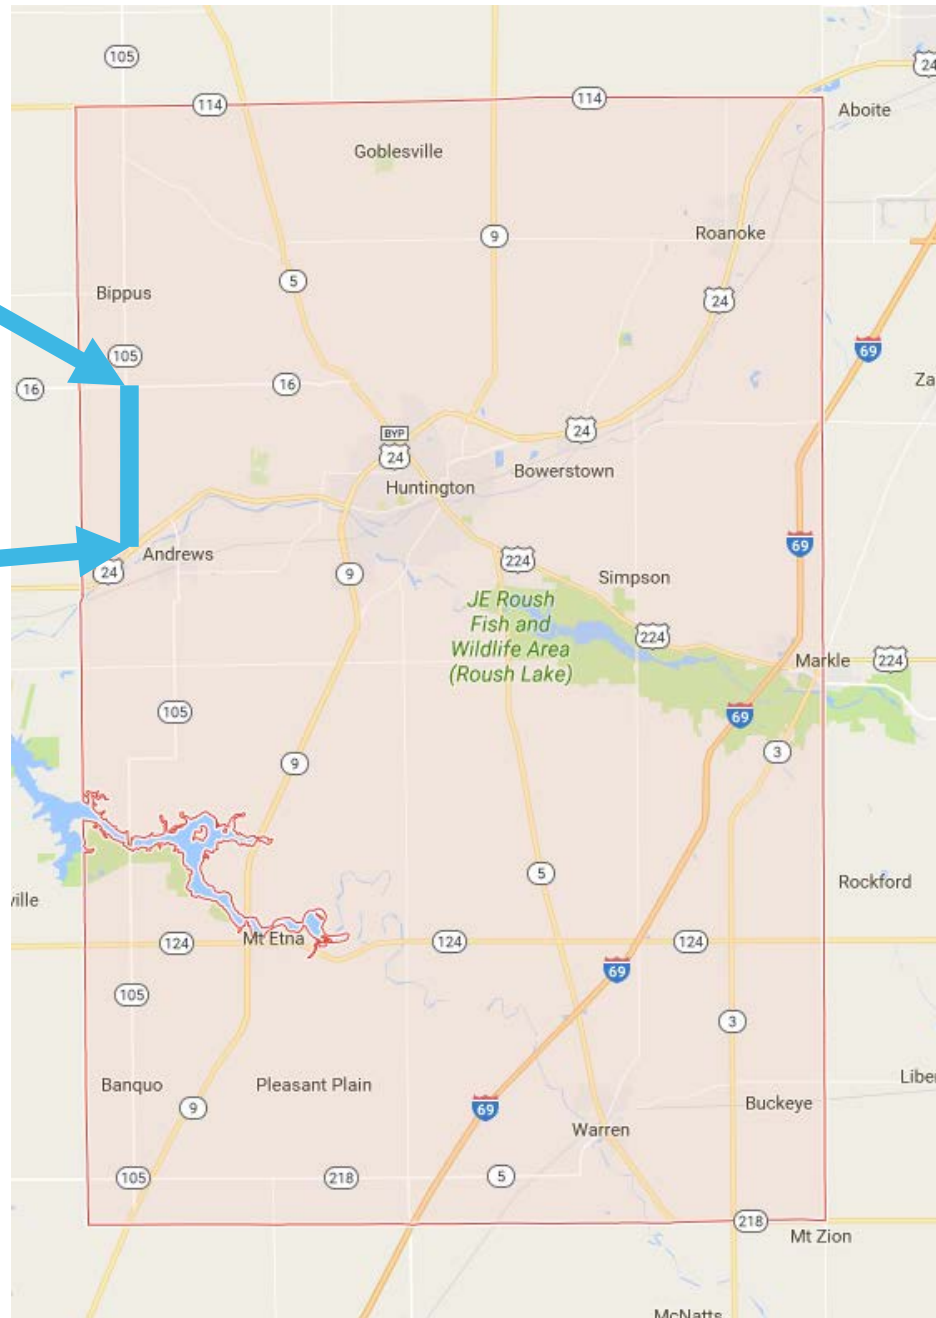 105
24
114
114
Aboite
Goblesville
9
Roanoke
5
Bippus
24
105
69
16
16
Za
BYP
24
24
Bowerstown
Huntington
69
224
Andrews
24
9
Simpson
JE Roush
Fish and
Wildlife Area
(Roush Lake)
224
Markle
224
105
69
3
9
5
Rockford
ville
124
Mt Etna
124
124
69
105
3
Banquo
Pleasant Plain
Liber
9
69
Buckeye
Warren
105
218
5
218
Mt Zion
McNatts